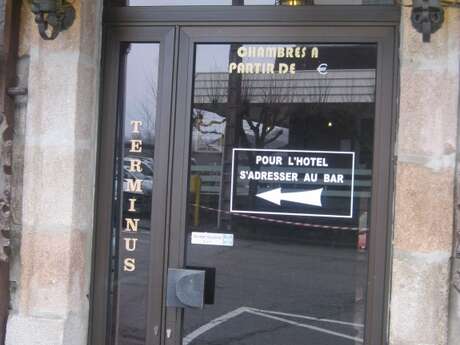 CHAMBRES A
PARTIR DE €
TERMINUS
POUR L'HOTEL
S'ADRESSER AU BAR